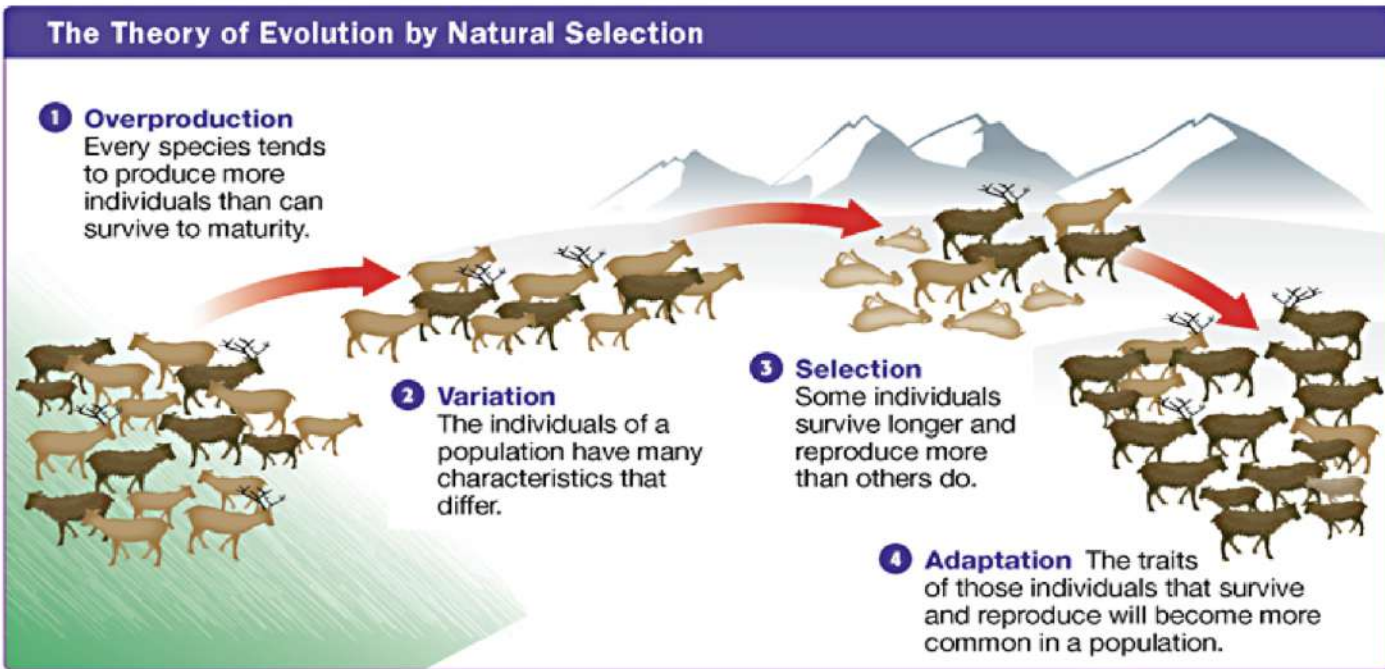 The Theory of Evolution by Natural Selection
1 Overproduction
Every species tends
to produce more
individuals than can
survive to maturity.
2 Variation
The individuals of a
population have many
characteristics that
differ.
3 Selection
Some individuals
survive longer and
reproduce more
than others do.
4 Adaptation The traits
of those individuals that survive
and reproduce will become more
common in a population.